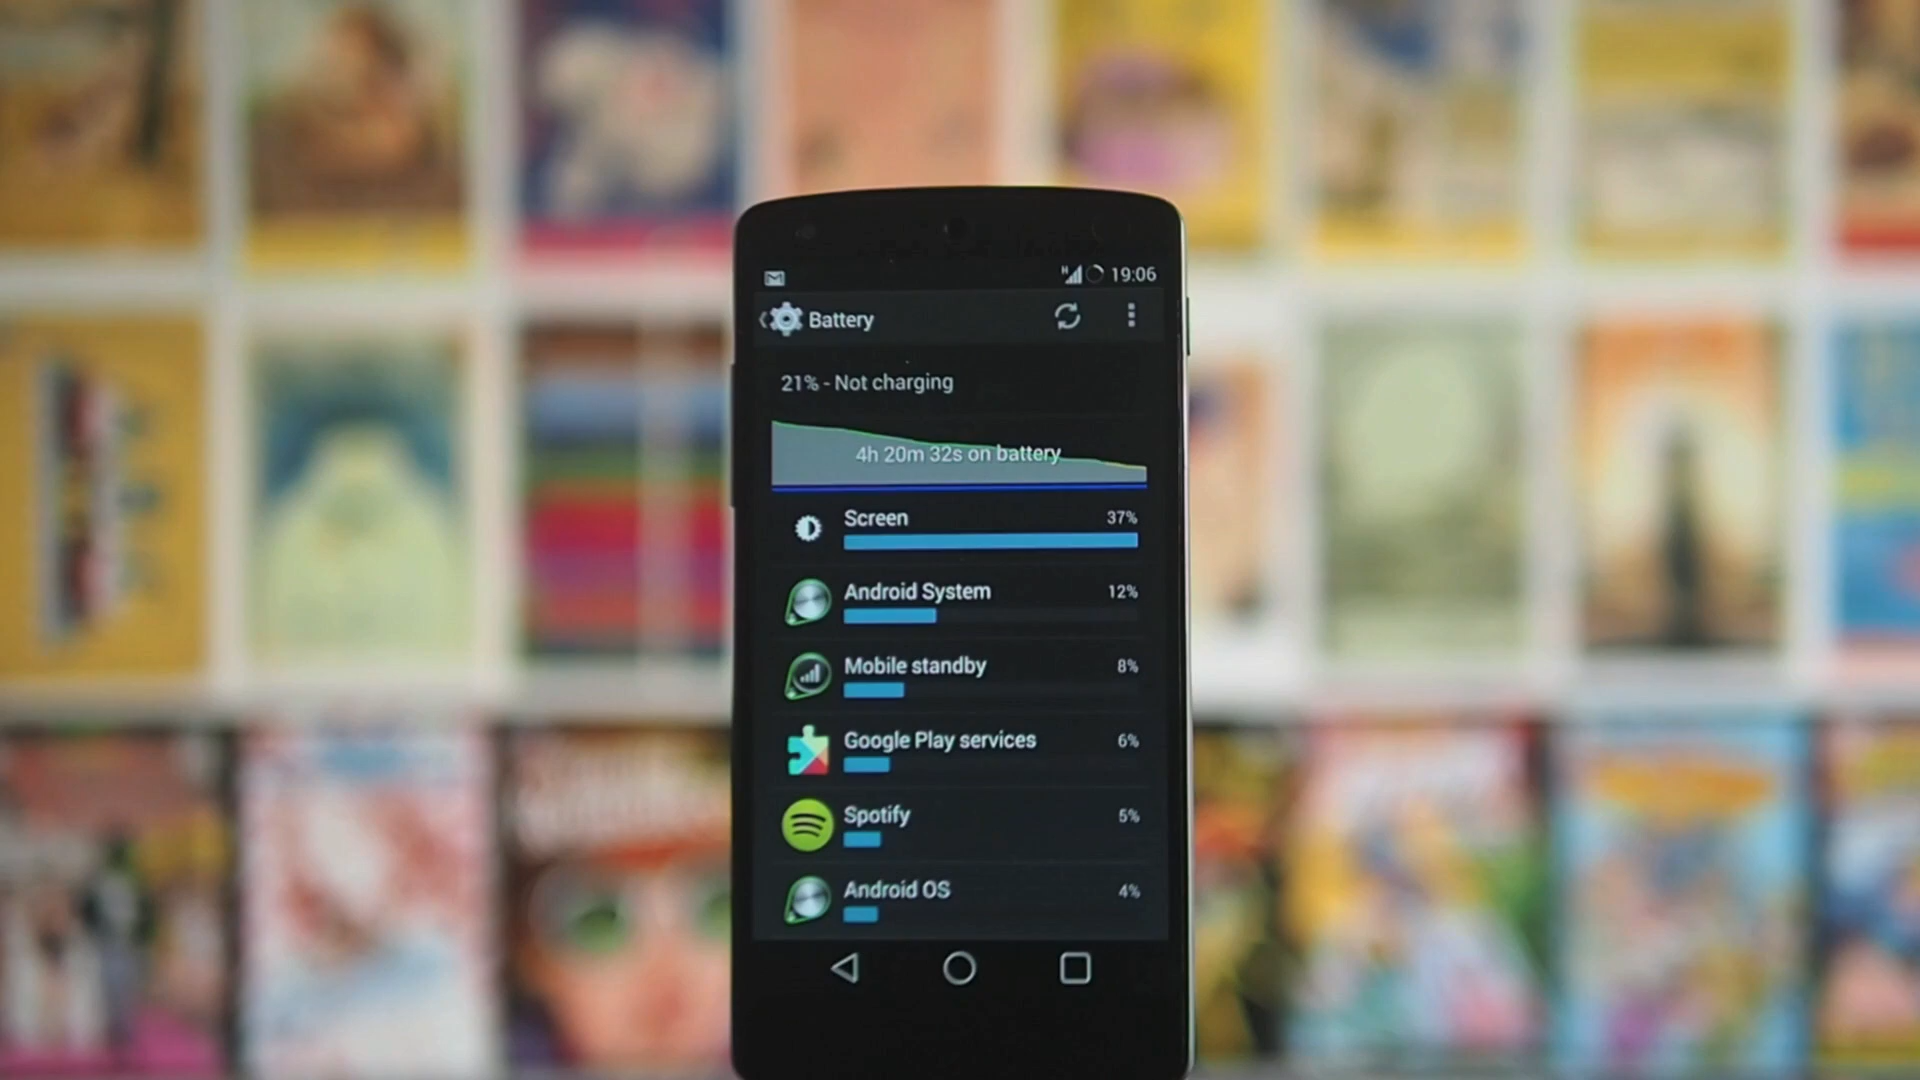 H 19:06
Battery
21% - Not charging
4h 20m 32s on battery
Screen 37%
Android System 12%
Mobile standby 8%
Google Play services 6%
Spotify 5%
Android OS 4%